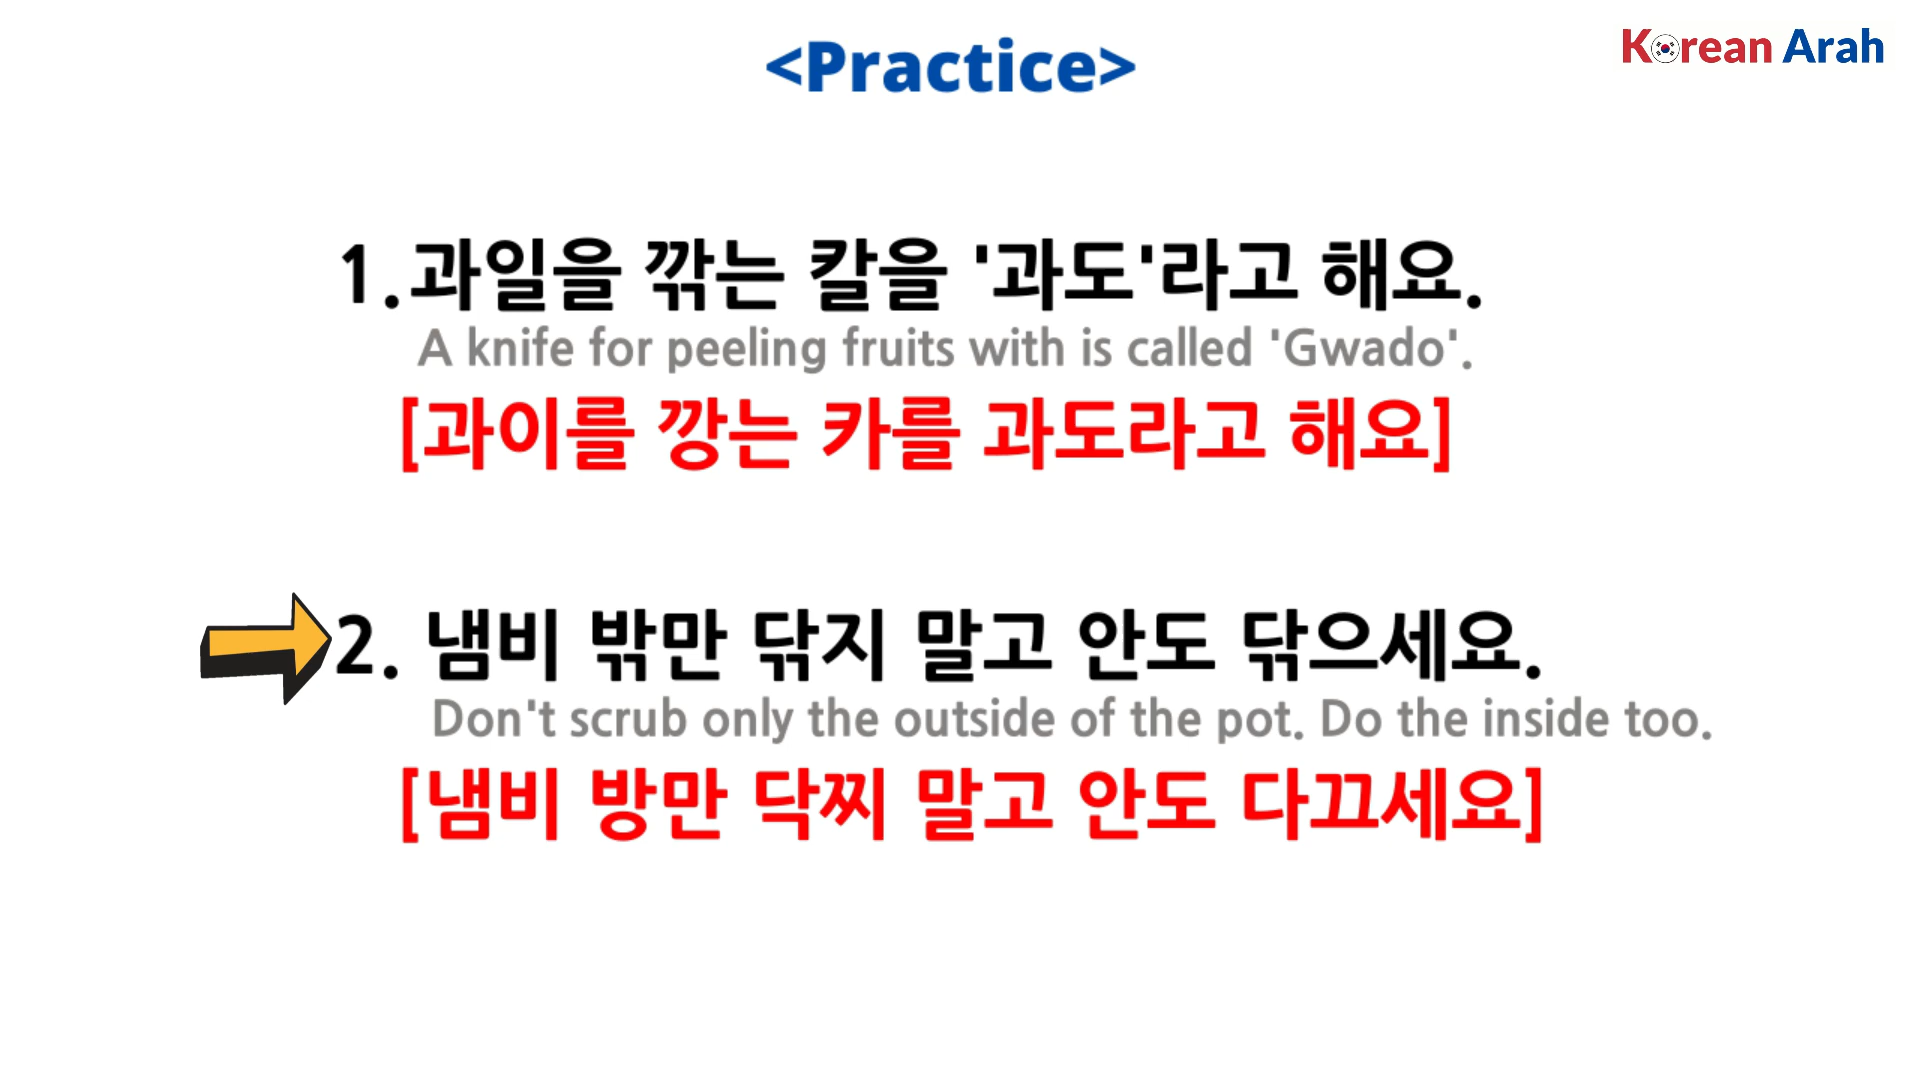 <Practice>
Korean Arah
1.과일을 깎는 칼을 '과도'라고 해요.
A knife for peeling fruits with is called 'Gwado'.
[과이를 깡는 카를 과도라고 해요]
2. 냄비 밖만 닦지 말고 안도 닦으세요.
Don't scrub only the outside of the pot. Do the inside too.
[냄비 방만 닥찌 말고 안도 다끄세요]